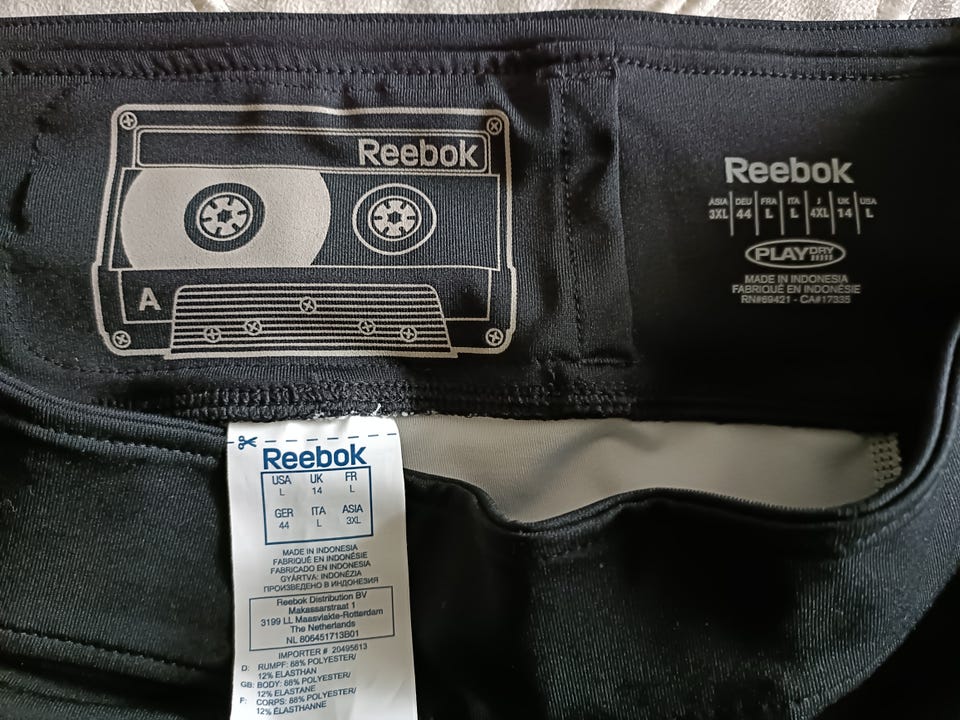 Reebok
A
Reebok
ASIA DEU FRA ITA J UK USA
3XL 44 L L 4XL 14 L
PLAYDRY
MADE IN INDONESIA
FABRIQUÉ EN INDONÉSIE
RN#69421 - CA#17335
Reebok
USA UK FR
L 14 L
GER ITA ASIA
44 L 3XL
MADE IN INDONESIA
FABRIQUÉ EN INDONÉSIE
FABRICADO EN INDONESIA
GYÁRTVA: INDONÉZIA
ПРОИЗВЕДЕНО В ИНДОНЕЗИЯ
Reebok Distribution BV
Makassarstraat 1
3199 LL Maasvlakte-Rotterdam
The Netherlands
NL 806451713B01
IMPORTER # 20495613
D: RUMPF: 88% POLYESTER/
12% ELASTHAN
GB: BODY: 88% POLYESTER/
12% ELASTANE
F: CORPS: 88% POLYESTER/
12% ÉLASTHANNE